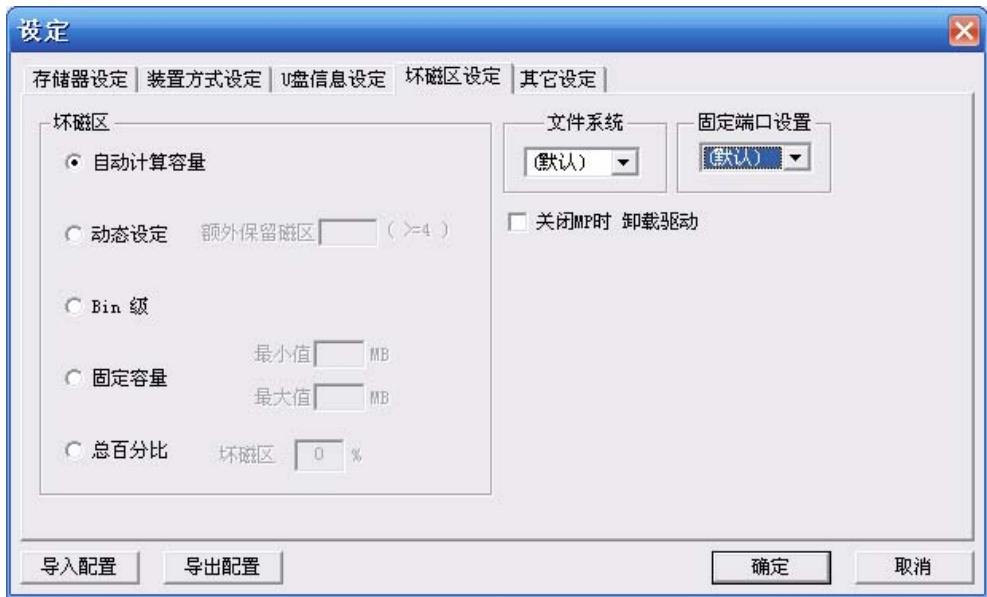 设定
存储器设定 装置方式设定 U盘信息设定 坏磁区设定 其它设定
坏磁区
自动计算容量
动态设定 额外保留磁区 ( >=4 )
Bin 级
固定容量
最小值 MB
最大值 MB
总百分比 坏磁区 0 %
文件系统
(默认)
固定端口设置
(默认)
关闭MP时 卸载驱动
导入配置 导出配置 确定 取消